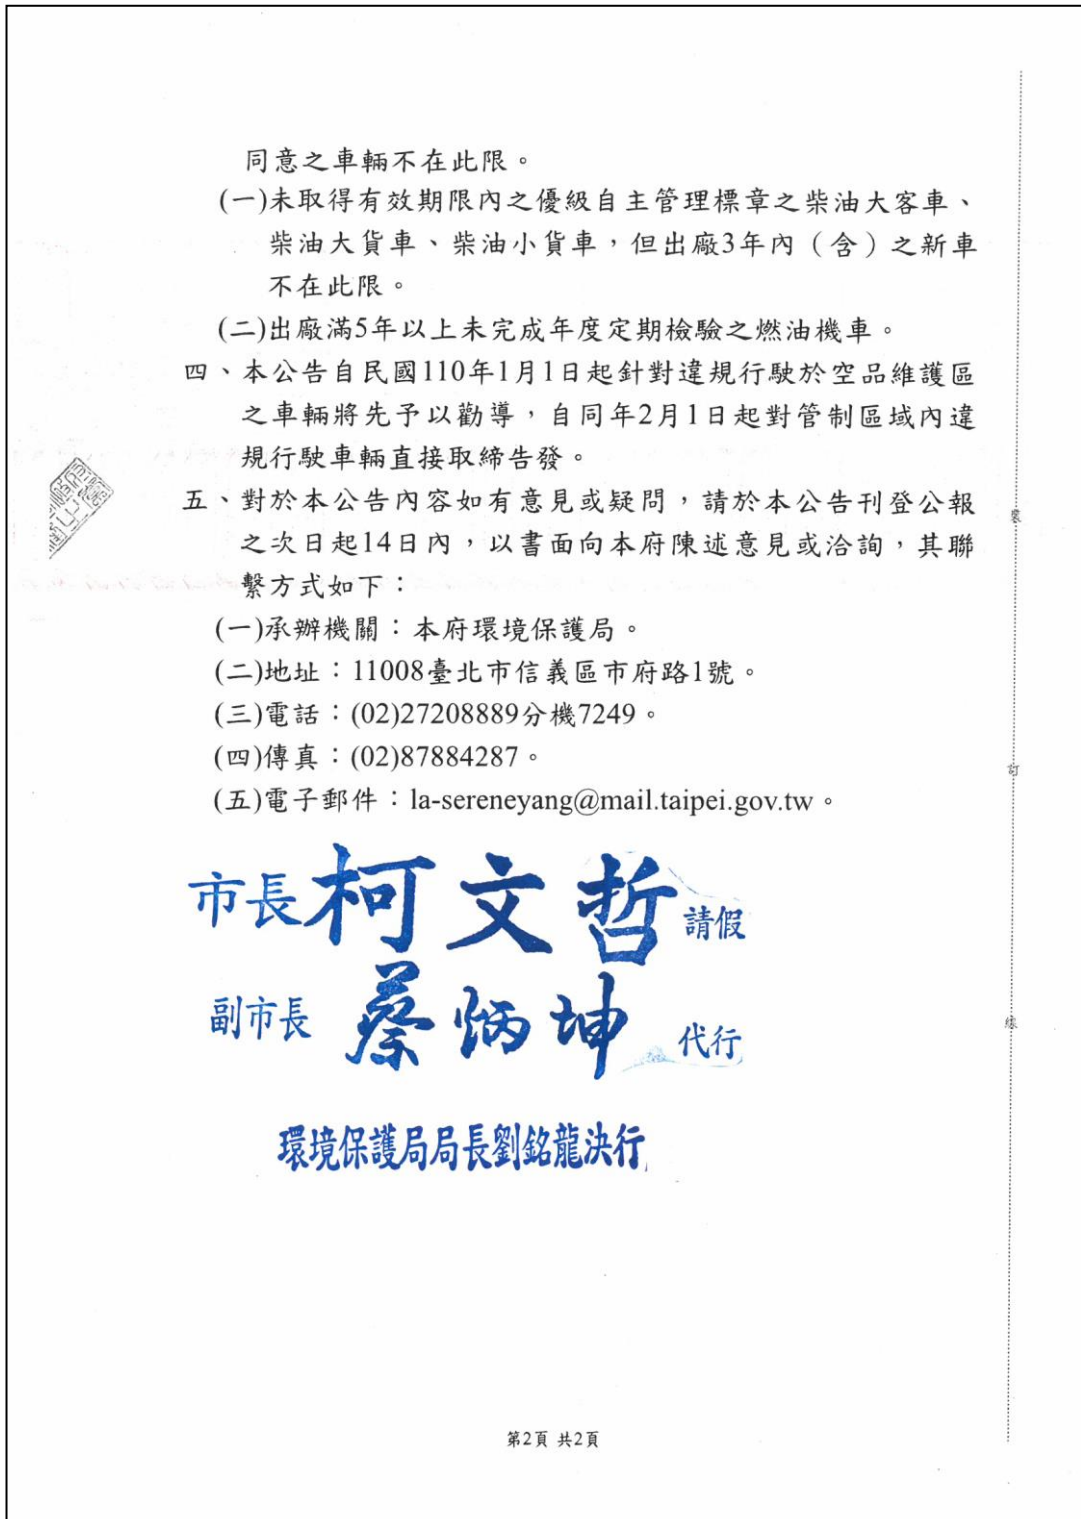 同意之車輛不在此限。
(一)未取得有效期限內之優級自主管理標章之柴油大客車、
柴油大貨車、柴油小貨車，但出廠3年內（含）之新車
不在此限。
(二)出廠滿5年以上未完成年度定期檢驗之燃油機車。
四、本公告自民國110年1月1日起針對違規行駛於空品維護區
之車輛將先予以勸導，自同年2月1日起對管制區域內違
規行駛車輛直接取締告發。
五、對於本公告內容如有意見或疑問，請於本公告刊登公報
之次日起14日內，以書面向本府陳述意見或洽詢，其聯
繫方式如下：
(一)承辦機關：本府環境保護局。
(二)地址：11008臺北市信義區市府路1號。
(三)電話：(02)27208889分機7249。
(四)傳真：(02)87884287。
(五)電子郵件：la-sereneyang@mail.taipei.gov.tw。
市長柯文哲請假
副市長 蔡炳坤 代行
環境保護局局長劉銘龍決行
裝
訂
線
第2頁 共2頁